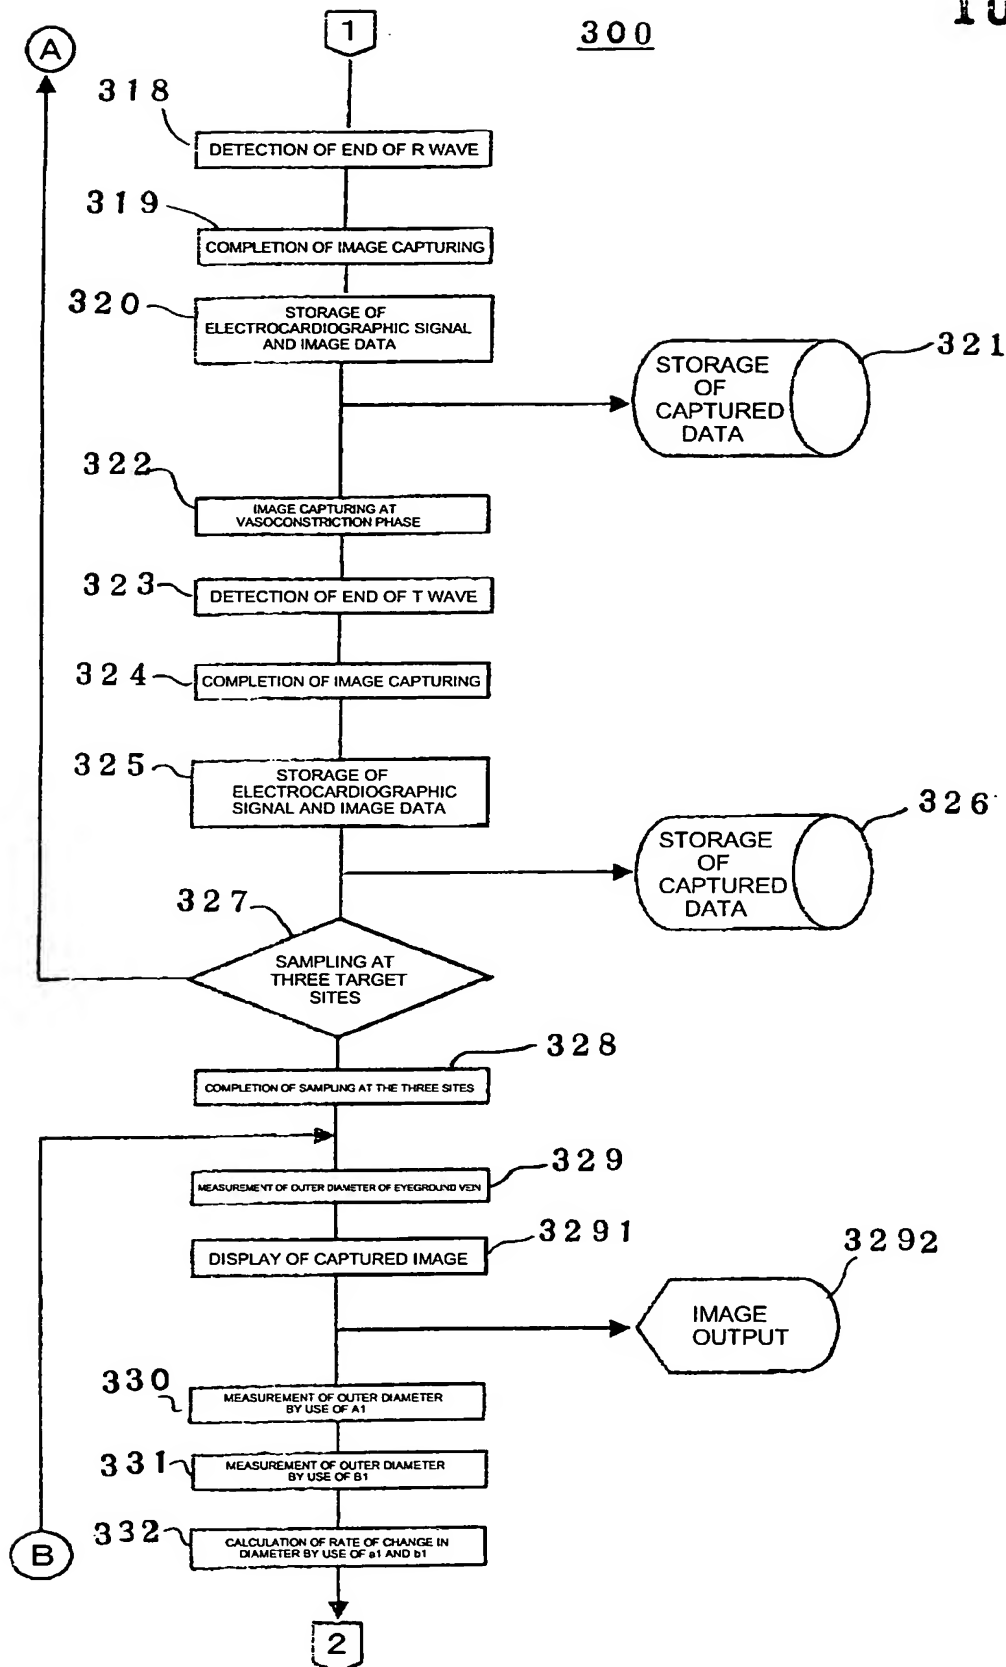 A
1
300
10
318
DETECTION OF END OF R WAVE
319
COMPLETION OF IMAGE CAPTURING
320
STORAGE OF
ELECTROCARDIOGRAPHIC SIGNAL
AND IMAGE DATA
321
STORAGE
OF
CAPTURED
DATA
322
IMAGE CAPTURING AT
VASOCONSTRICTION PHASE
323
DETECTION OF END OF T WAVE
324
COMPLETION OF IMAGE CAPTURING
325
STORAGE OF
ELECTROCARDIOGRAPHIC
SIGNAL AND IMAGE DATA
326
STORAGE
OF
CAPTURED
DATA
327
SAMPLING AT
THREE TARGET
SITES
328
COMPLETION OF SAMPLING AT THE THREE SITES
329
MEASUREMENT OF OUTER DIAMETER OF EYEGROUND VEIN
3291
DISPLAY OF CAPTURED IMAGE
3292
IMAGE
OUTPUT
330
MEASUREMENT OF OUTER DIAMETER
BY USE OF A1
331
MEASUREMENT OF OUTER DIAMETER
BY USE OF B1
332
CALCULATION OF RATE OF CHANGE IN
DIAMETER BY USE OF a1 AND b1
B
2